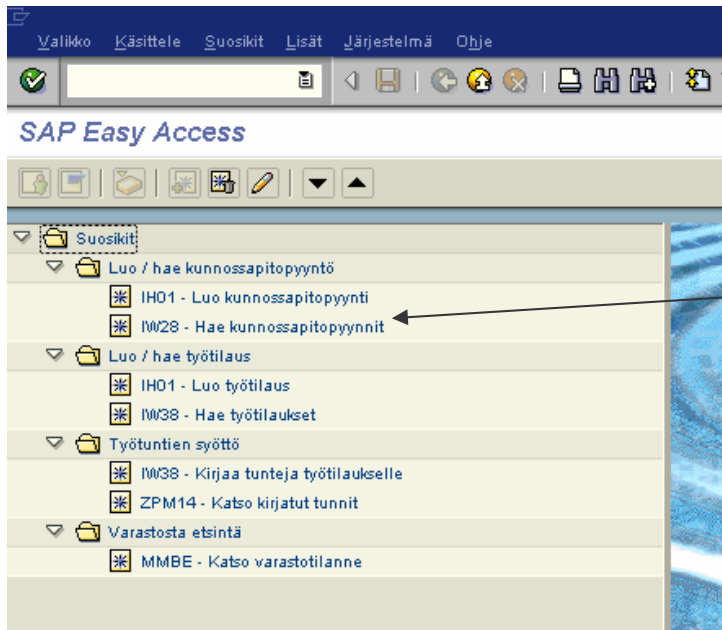 Valikko Käsittele Suosikit Lisät Järjestelmä Ohje
SAP Easy Access
Suosikit
Luo / hae kunnossapitopyyntö
IH01 - Luo kunnossapitopyynti
IW28 - Hae kunnossapitopyynnit
Luo / hae työtilaus
IH01 - Luo työtilaus
IW38 - Hae työtilaukset
Työtuntien syöttö
IW38 - Kirjaa tunteja työtilaukselle
ZPM14 - Katso kirjatut tunnit
Varastosta etsintä
MMBE - Katso varastotilanne